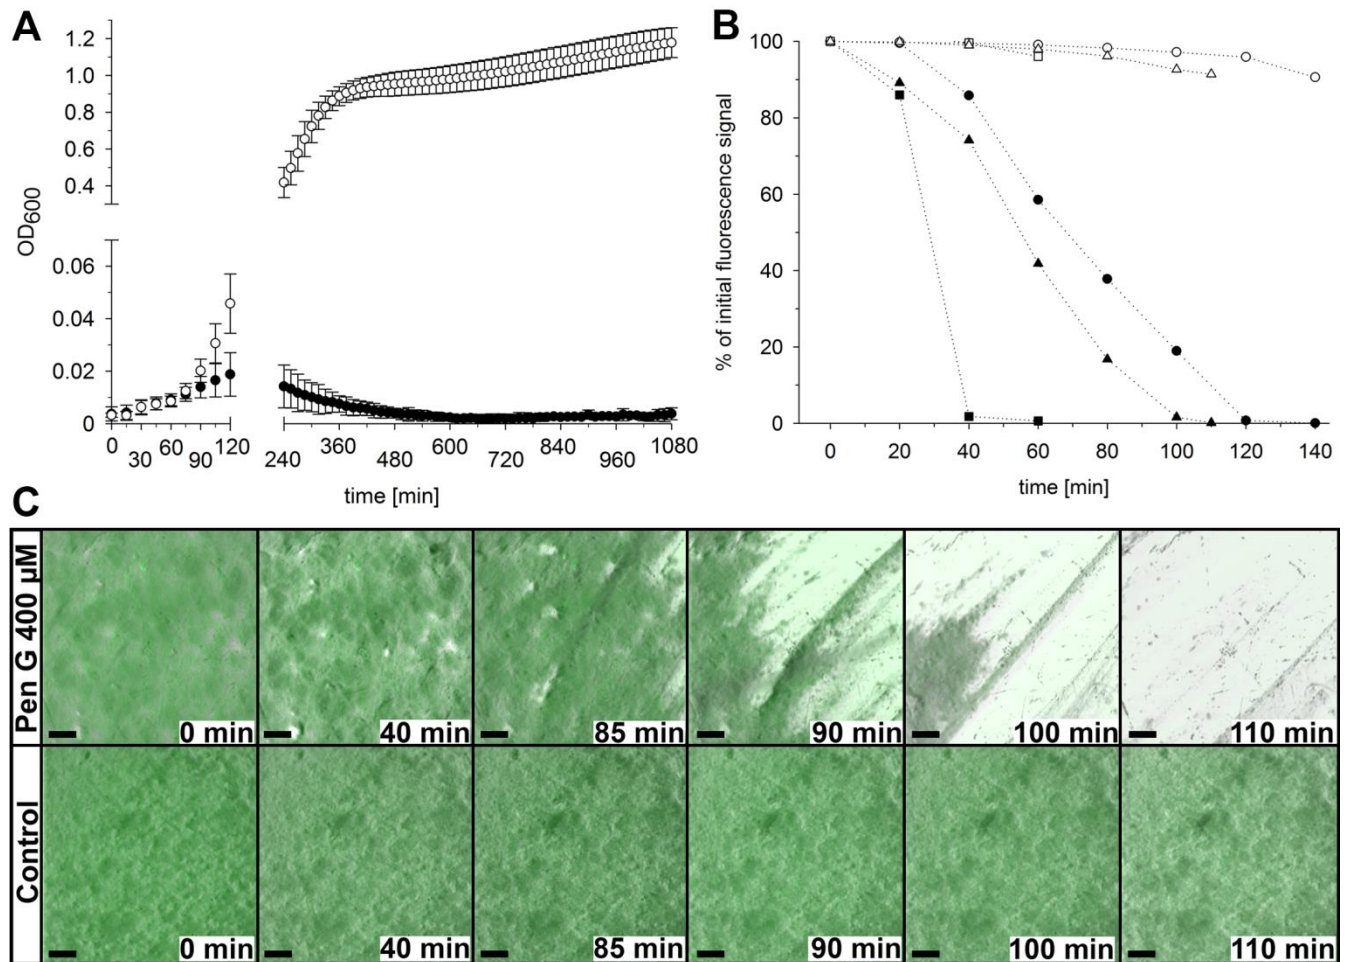 A
OD600
1.2
1.0
0.8
0.6
0.4
0.06
0.04
0.02
0
0 60 120
30 90
240 360 480 600 720 840 960 1080
time [min]
B
% of initial fluorescence signal
100
80
60
40
20
0
0 20 40 60 80 100 120 140
time [min]
C
Pen G 400 µM
0 min 40 min 85 min 90 min 100 min 110 min
Control
0 min 40 min 85 min 90 min 100 min 110 min